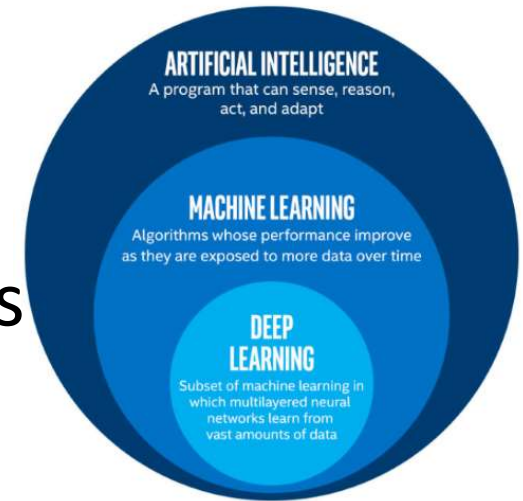 ARTIFICIAL INTELLIGENCE
A program that can sense, reason,
act, and adapt
MACHINE LEARNING
Algorithms whose performance improve
as they are exposed to more data over time
s
DEEP
LEARNING
Subset of machine learning in
which multilayered neural
networks learn from
vast amounts of data